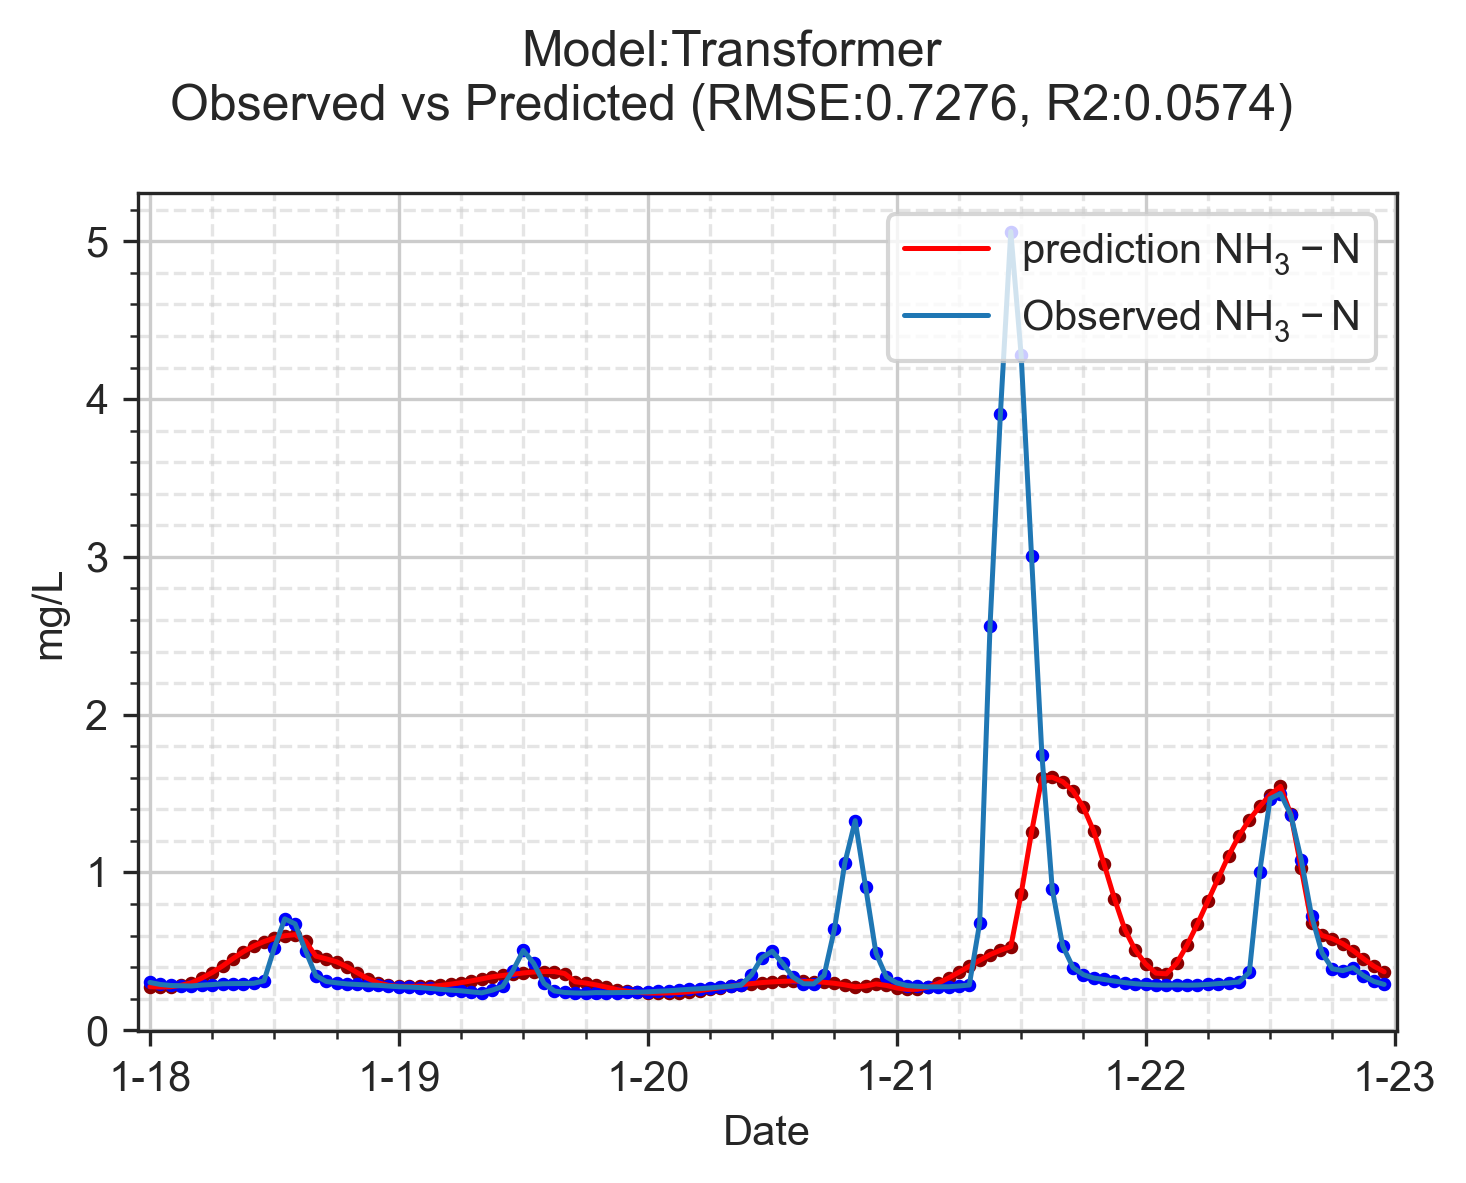 Model:Transformer
Observed vs Predicted (RMSE:0.7276, R2:0.0574)
prediction NH₃ − N
Observed NH₃ − N
5
4
3
2
1
0
mg/L
1-18 1-19 1-20 1-21 1-22 1-23
Date